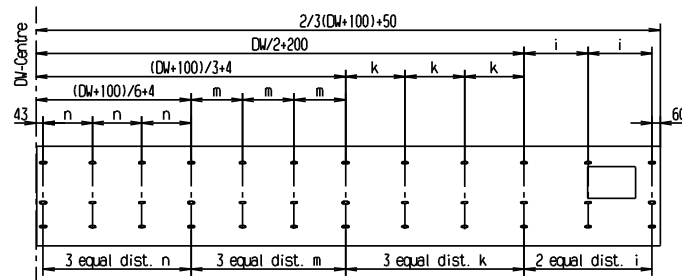 2/3(DW+100)+50
DW/2+200
i
i
(DW+100)/3+4
k
k
k
(DW+100)/6+4
m
m
m
43
n
n
n
60
DW-Centre
3 equal dist. n
3 equal dist. m
3 equal dist. k
2 equal dist. i